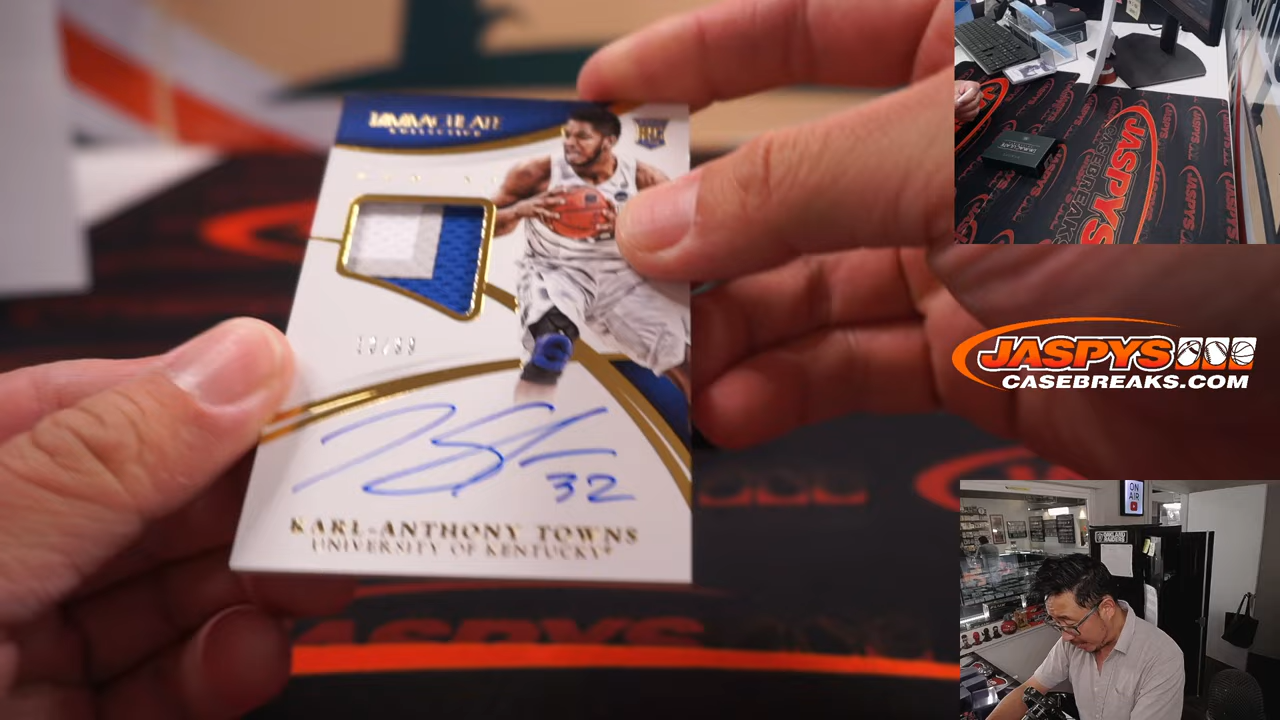 IMMACULATE
COLLECTION
RC
32
KARL-ANTHONY TOWNS
UNIVERSITY OF KENTUCKY
JASPYS
CASEBREAKS.COM
JASPYS
CASEBREAKS
ON
AIR